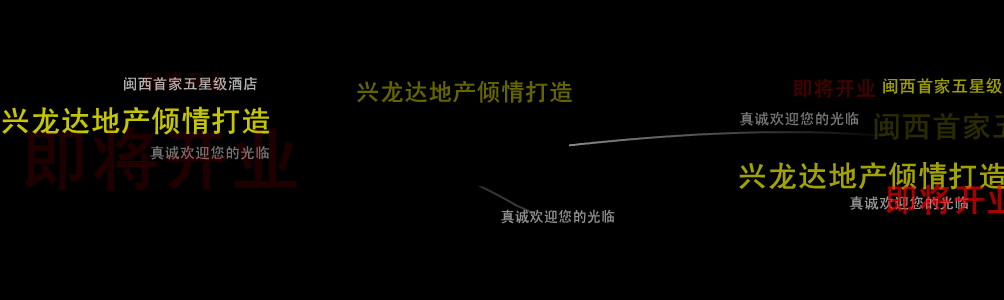 闽西首家五星级酒店
兴龙达地产倾情打造
真诚欢迎您的光临
即将开业
兴龙达地产倾情打造
真诚欢迎您的光临
即将开业
闽西首家五星级
真诚欢迎您的光临
闽西首家五
兴龙达地产倾情打造
真诚欢迎您的光临
即将开业